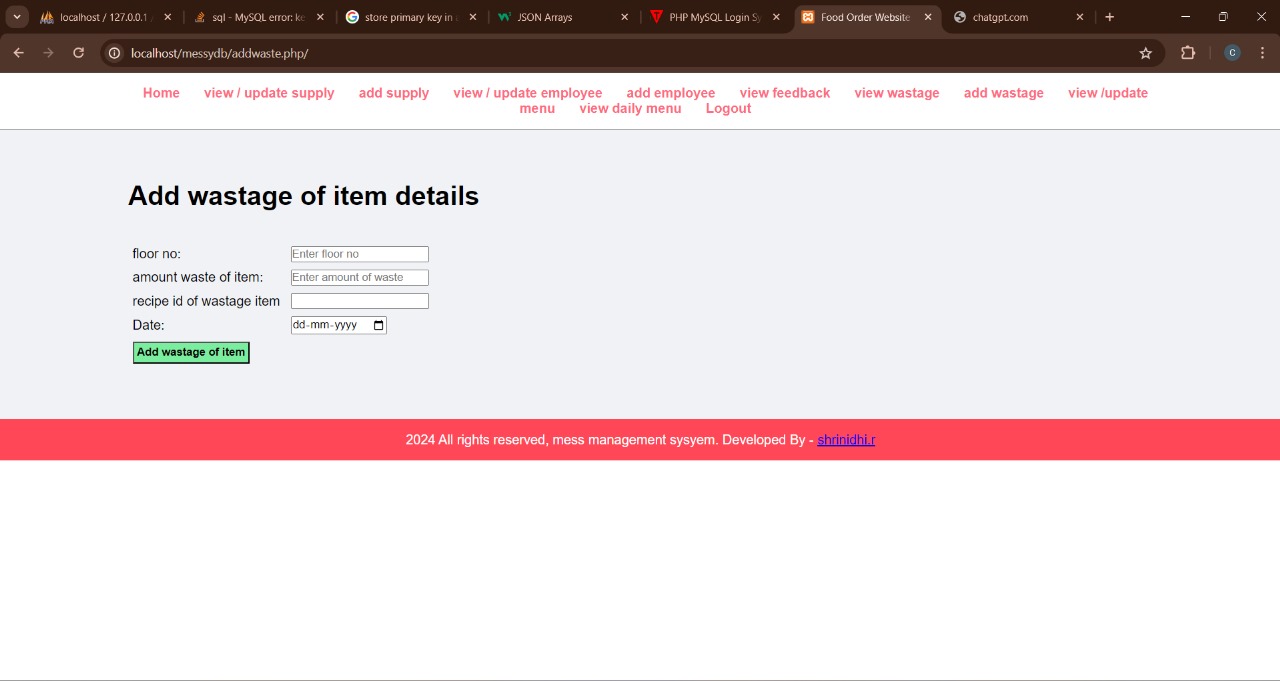 localhost / 127.0.0.1 / sql - MySQL error: ke store primary key in JSON Arrays PHP MySQL Login Sy Food Order Website chatgpt.com
localhost/messydb/addwaste.php/ C
Home view / update supply add supply view / update employee add employee view feedback view wastage add wastage view /update
menu view daily menu Logout
Add wastage of item details
floor no: Enter floor no
amount waste of item: Enter amount of waste
recipe id of wastage item
Date: dd-mm-yyyy
Add wastage of item
2024 All rights reserved, mess management sysyem. Developed By - shrinidhi.r